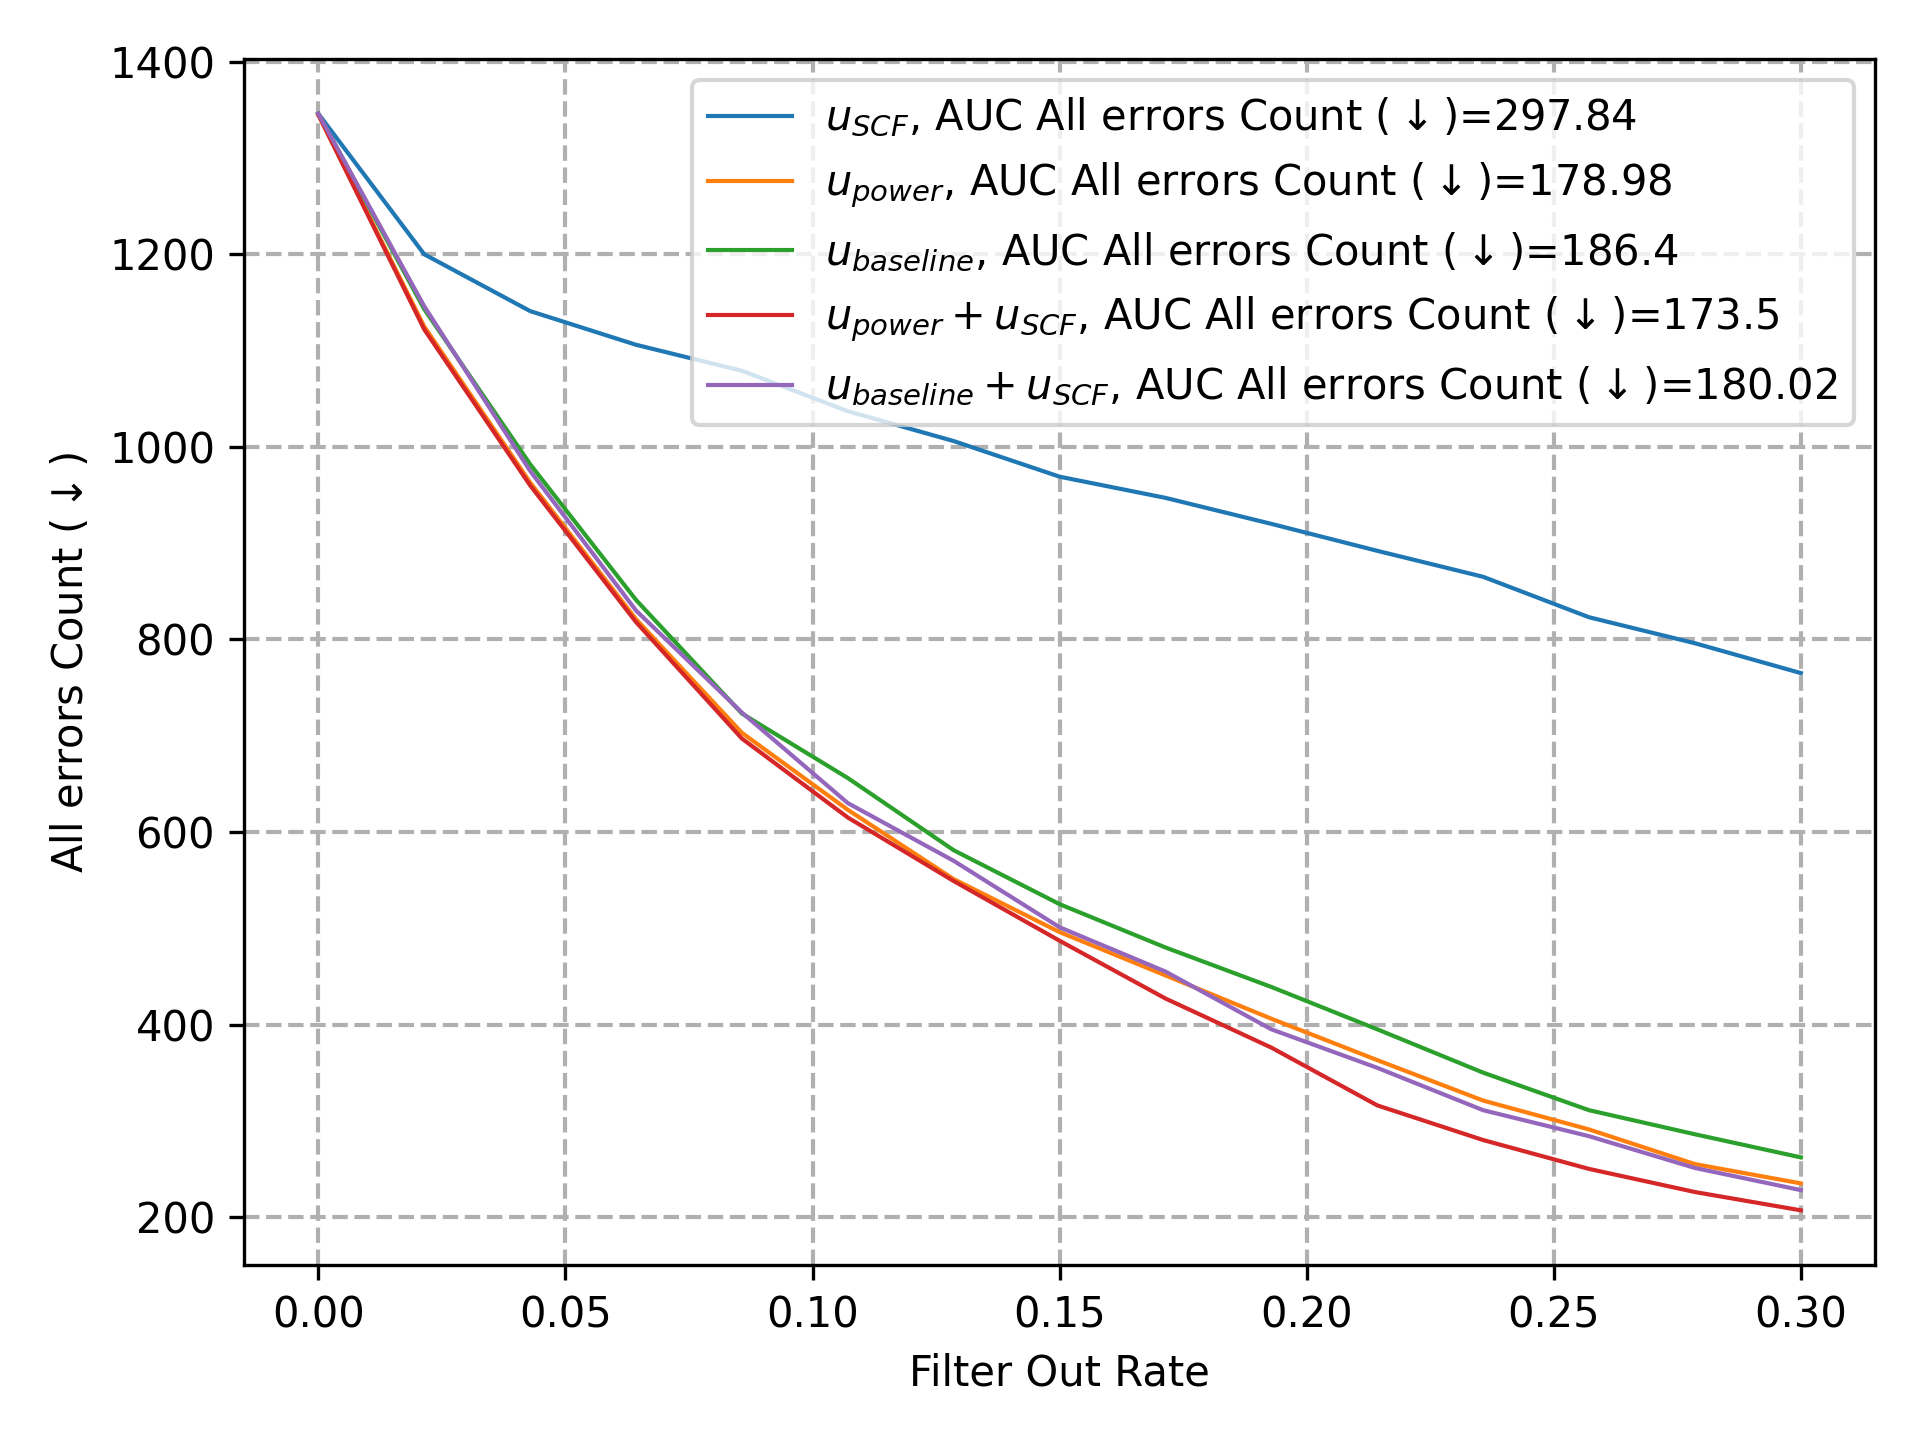 1400
1200
1000
800
600
400
200
All errors Count (↓)
u_SCF, AUC All errors Count (↓)=297.84
u_power, AUC All errors Count (↓)=178.98
u_baseline, AUC All errors Count (↓)=186.4
u_power + u_SCF, AUC All errors Count (↓)=173.5
u_baseline + u_SCF, AUC All errors Count (↓)=180.02
0.00 0.05 0.10 0.15 0.20 0.25 0.30
Filter Out Rate